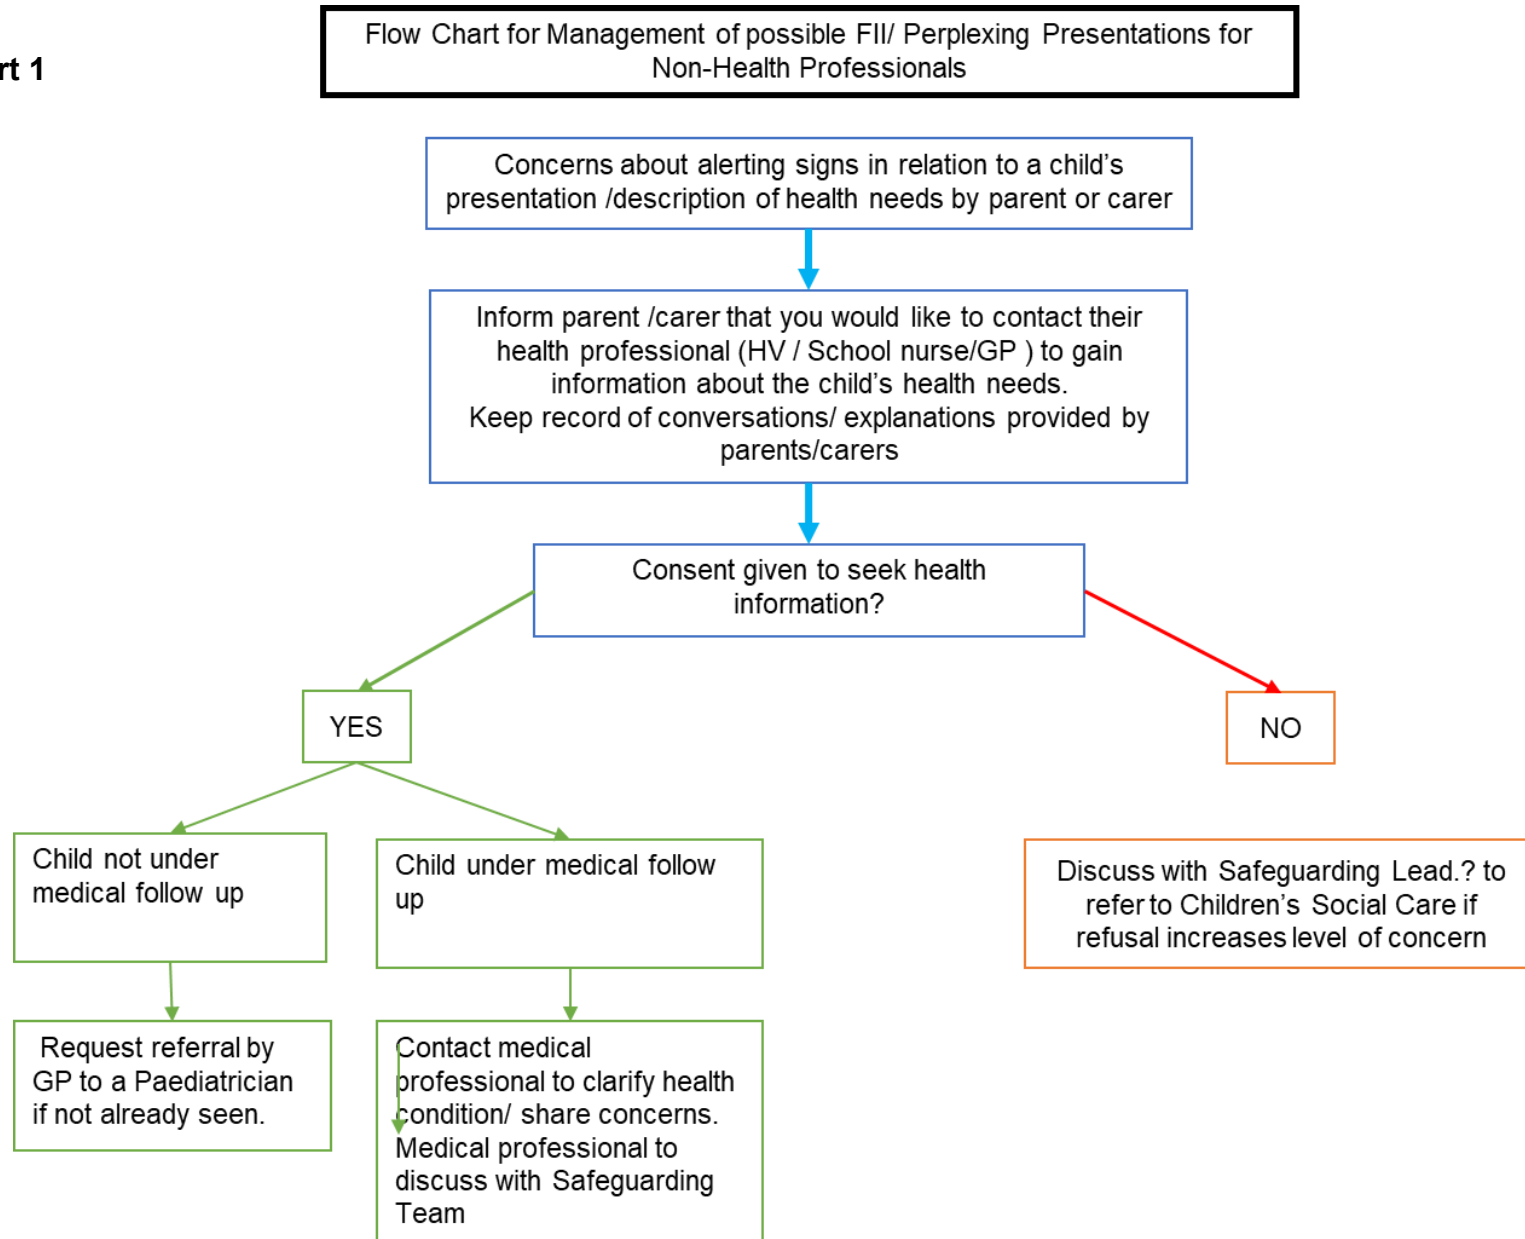 Flow Chart for Management of possible FII/ Perplexing Presentations for
Non-Health Professionals
rt 1
Concerns about alerting signs in relation to a child’s
presentation /description of health needs by parent or carer
Inform parent /carer that you would like to contact their
health professional (HV / School nurse/GP ) to gain
information about the child’s health needs.
Keep record of conversations/ explanations provided by
parents/carers
Consent given to seek health
information?
YES
NO
Child not under
medical follow up
Child under medical follow
up
Discuss with Safeguarding Lead.? to
refer to Children’s Social Care if
refusal increases level of concern
Request referral by
GP to a Paediatrician
if not already seen.
Contact medical
professional to clarify health
condition/ share concerns.
Medical professional to
discuss with Safeguarding
Team